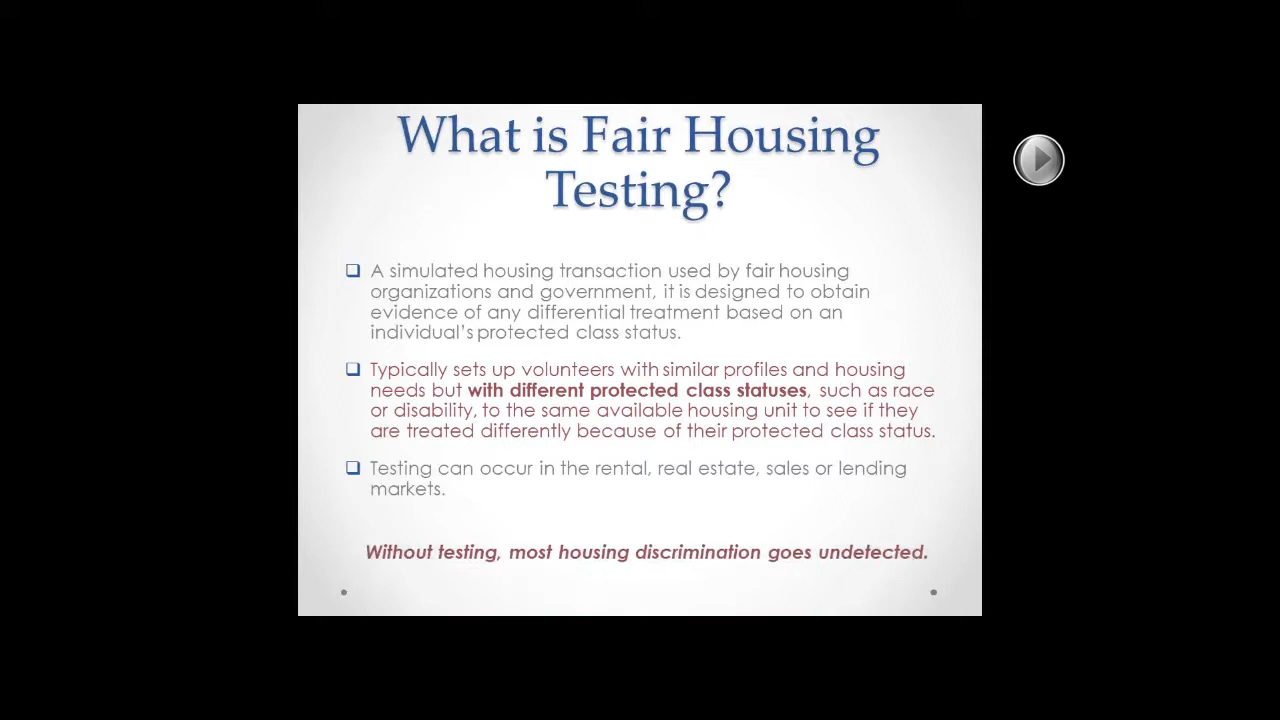 What is Fair Housing
Testing?
A simulated housing transaction used by fair housing
organizations and government, it is designed to obtain
evidence of any differential treatment based on an
individual's protected class status.
Typically sets up volunteers with similar profiles and housing
needs but with different protected class statuses, such as race
or disability, to the same available housing unit to see if they
are treated differently because of their protected class status.
Testing can occur in the rental, real estate, sales or lending
markets.
Without testing, most housing discrimination goes undetected.